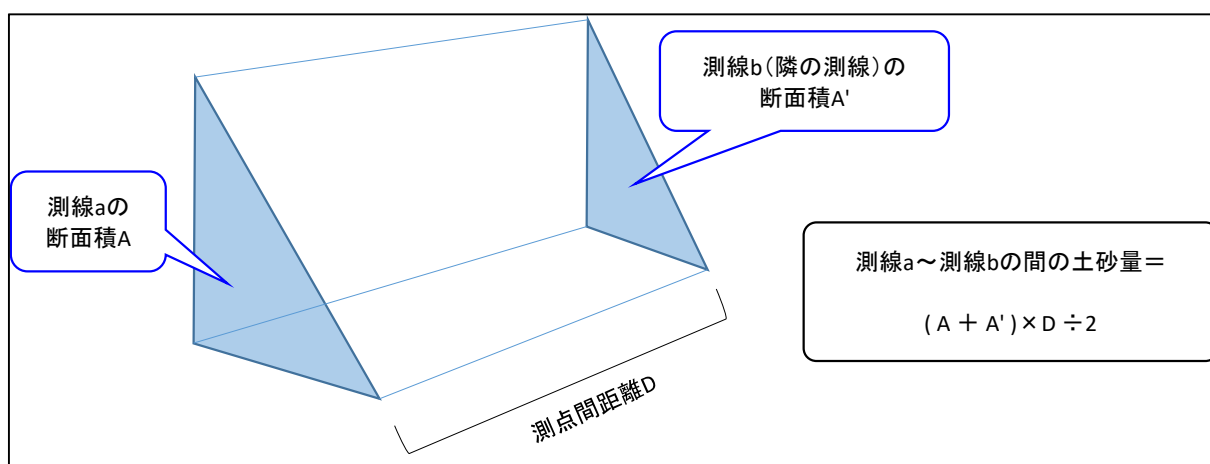 測線b(隣の測線)の
断面積A'
測線aの
断面積A
測線a~測線bの間の土砂量=
( A + A' )×D÷2
測点間距離D